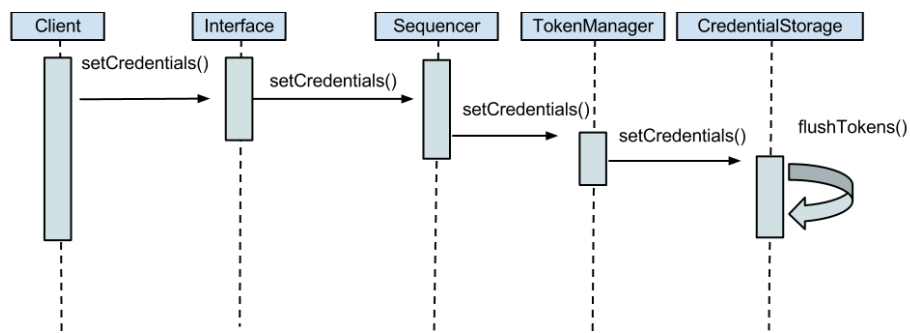 Client
Interface
Sequencer
TokenManager
CredentialStorage
setCredentials()
setCredentials()
setCredentials()
setCredentials()
flushTokens()